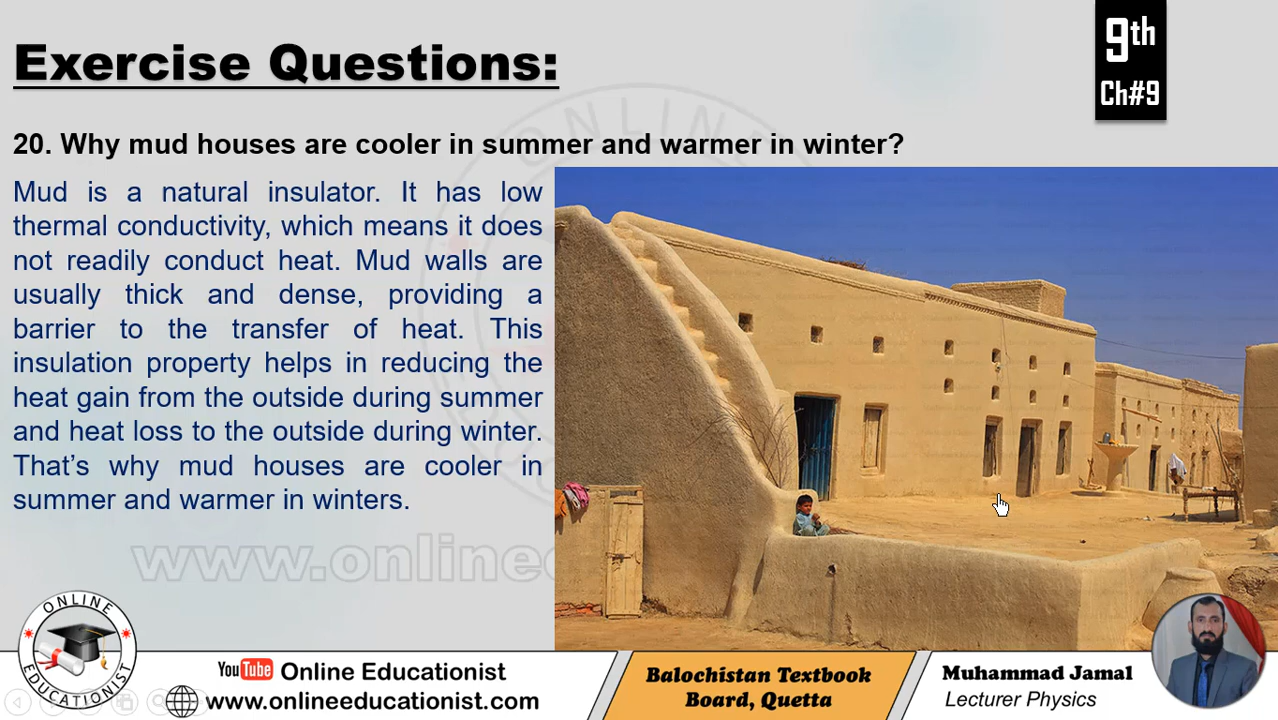 Exercise Questions:
9th
Ch#9
20. Why mud houses are cooler in summer and warmer in winter?
Mud is a natural insulator. It has low
thermal conductivity, which means it does
not readily conduct heat. Mud walls are
usually thick and dense, providing a
barrier to the transfer of heat. This
insulation property helps in reducing the
heat gain from the outside during summer
and heat loss to the outside during winter.
That's why mud houses are cooler in
summer and warmer in winters.
www.onlinee
ONLINE
EDUCATIONIST
YouTube Online Educationist
www.onlineeducationist.com
Balochistan Textbook
Board, Quetta
Muhammad Jamal
Lecturer Physics